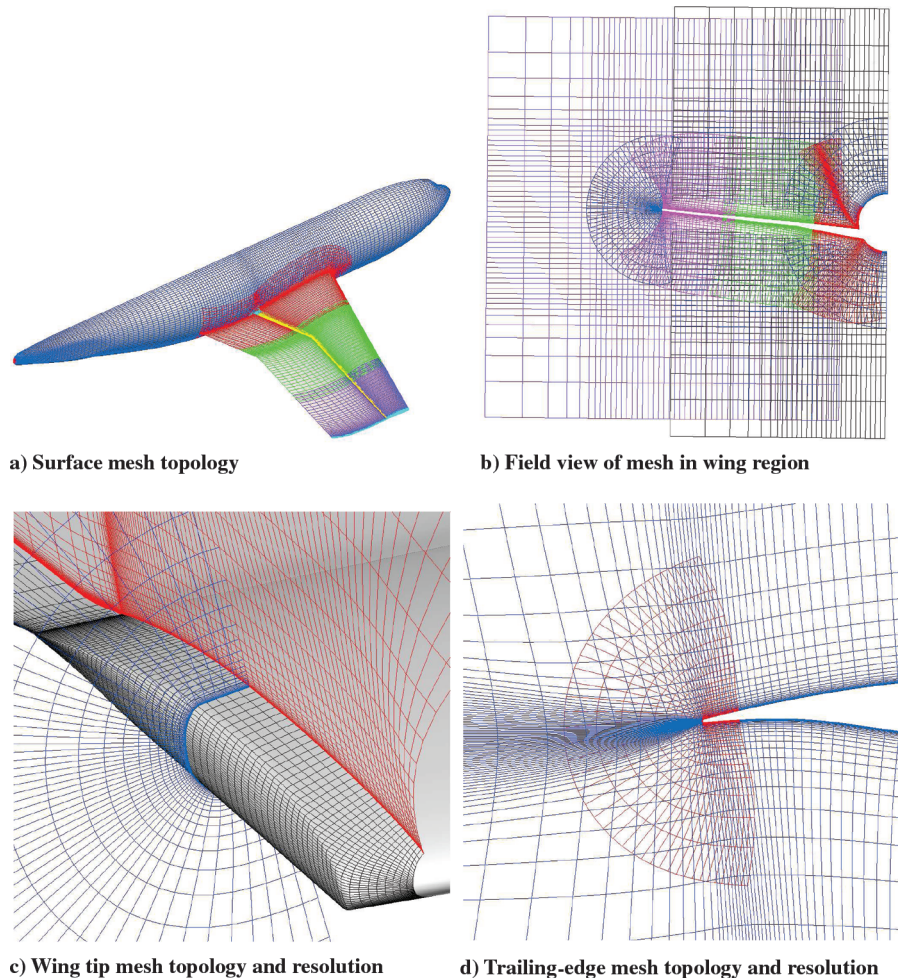 a) Surface mesh topology
b) Field view of mesh in wing region
c) Wing tip mesh topology and resolution
d) Trailing-edge mesh topology and resolution